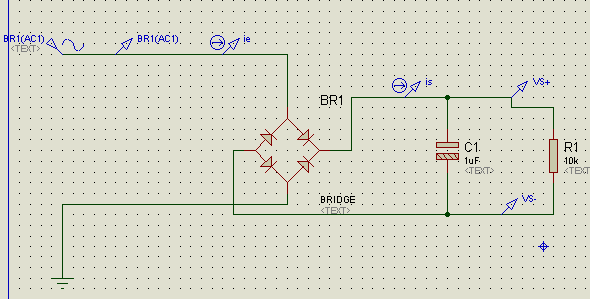 BR1(AC1)
<TEXT>
BR1(AC1)
ie
BR1
is
VS+
C1
1uF
<TEXT>
R1
10k
<TEXT>
BRIDGE
<TEXT>
VS-